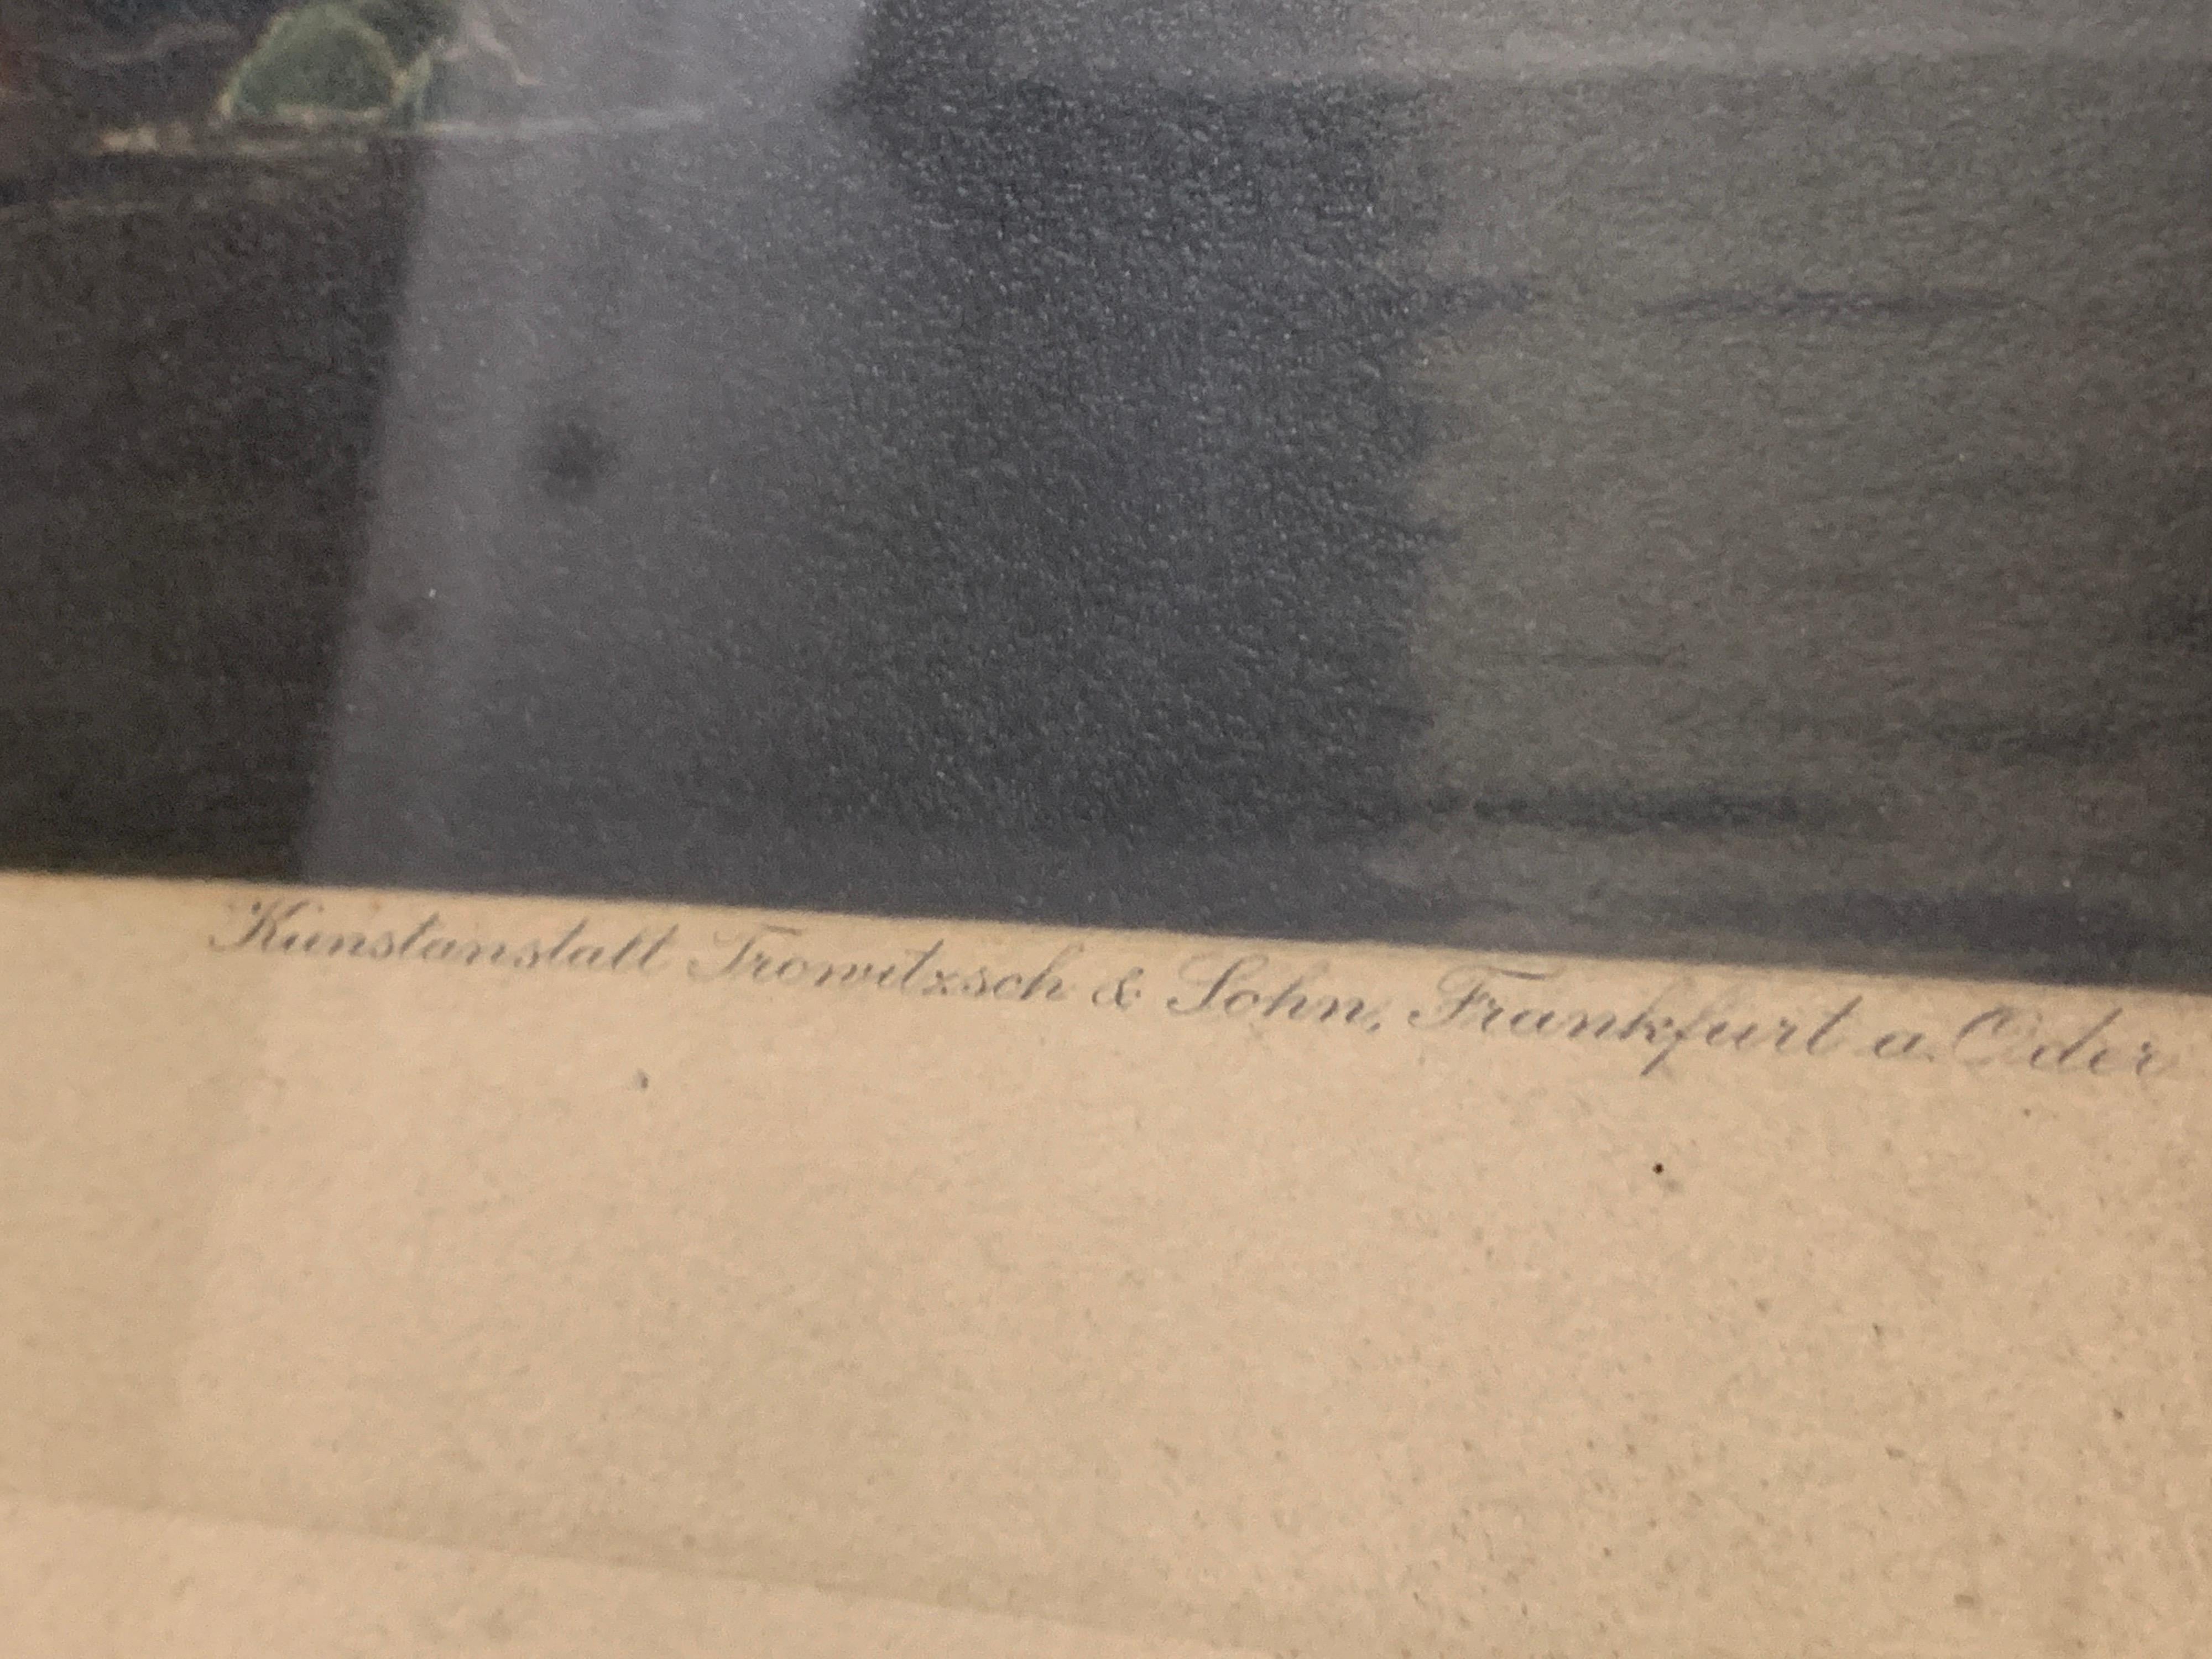 Kunstanstalt Trowitzsch & Sohn, Frankfurt a. Oder